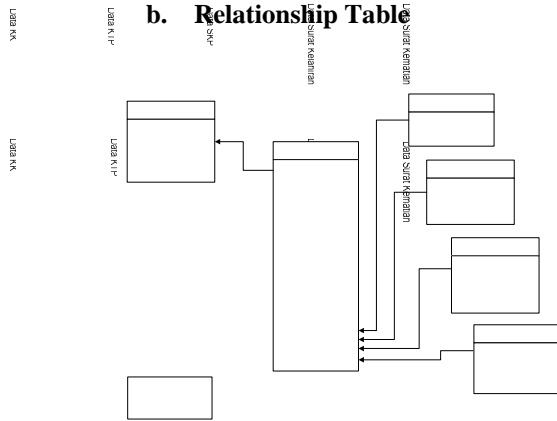 b. Relationship Table
Data KK
Data KTP
Data SKP
Data Surat Kelahiran
Data Surat Kematian
Data KK
Data KTP
Data Surat Kematian